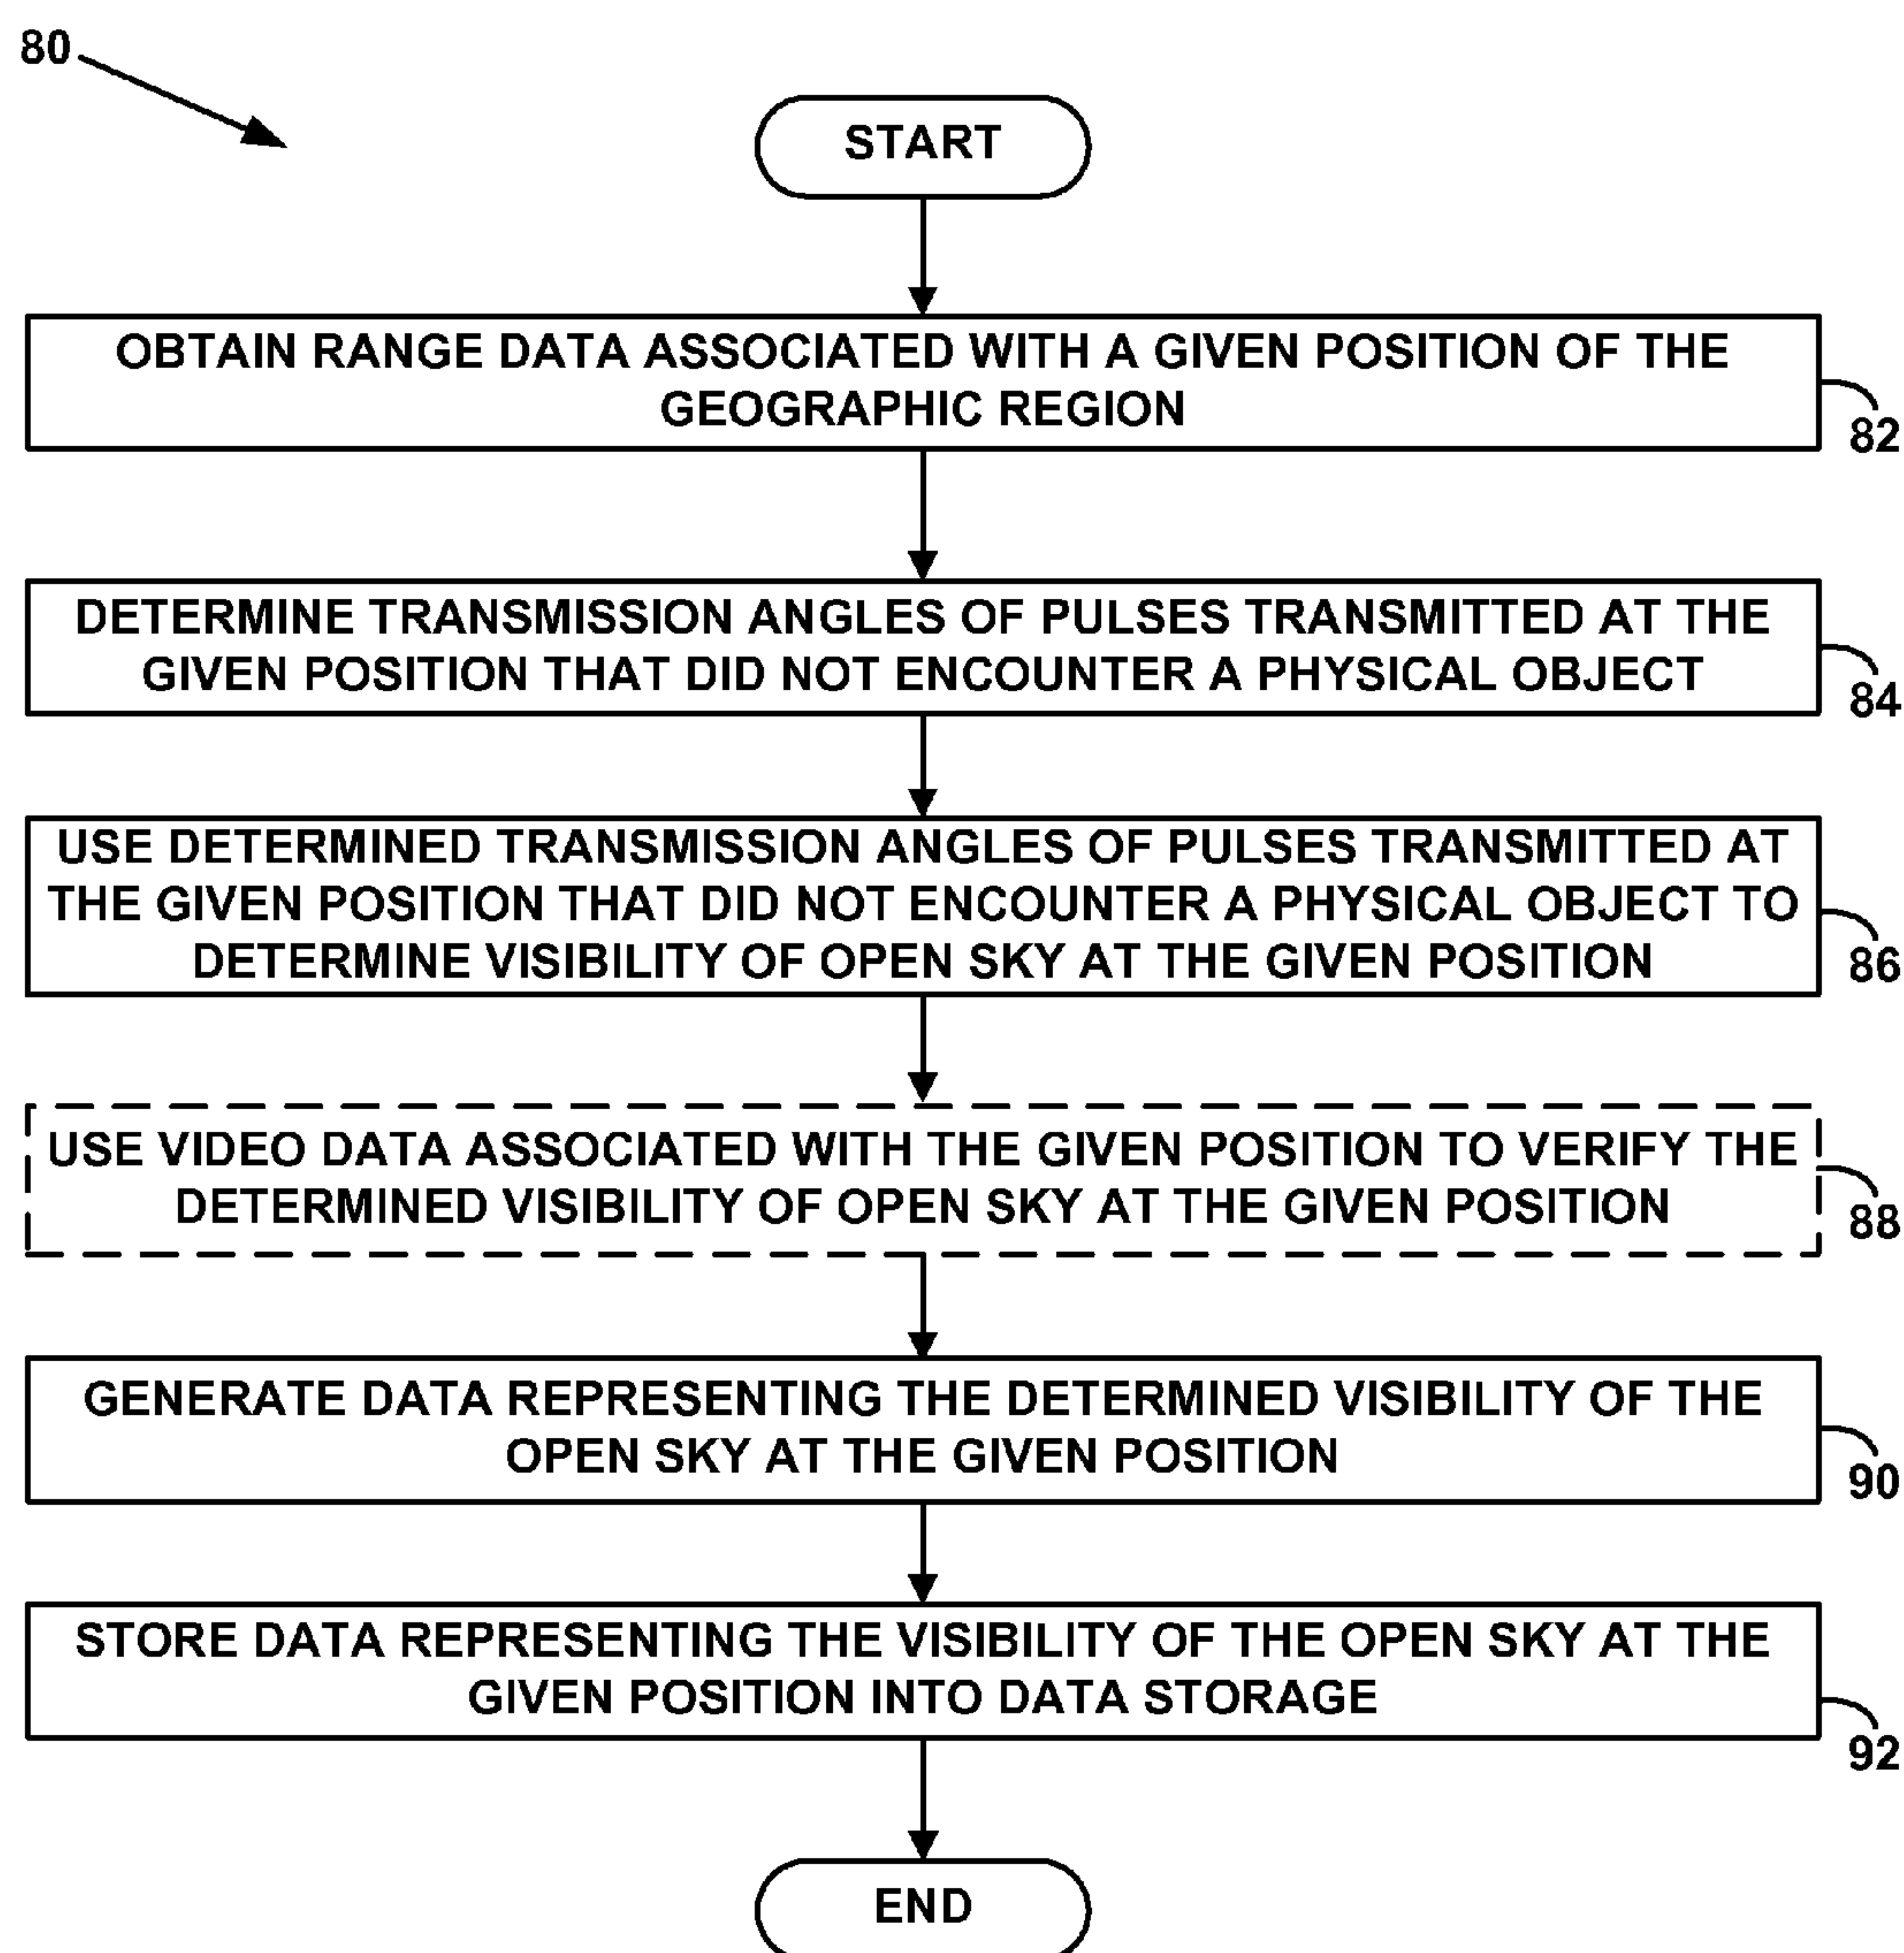 80
START
OBTAIN RANGE DATA ASSOCIATED WITH A GIVEN POSITION OF THE
GEOGRAPHIC REGION
82
DETERMINE TRANSMISSION ANGLES OF PULSES TRANSMITTED AT THE
GIVEN POSITION THAT DID NOT ENCOUNTER A PHYSICAL OBJECT
84
USE DETERMINED TRANSMISSION ANGLES OF PULSES TRANSMITTED AT
THE GIVEN POSITION THAT DID NOT ENCOUNTER A PHYSICAL OBJECT TO
DETERMINE VISIBILITY OF OPEN SKY AT THE GIVEN POSITION
86
USE VIDEO DATA ASSOCIATED WITH THE GIVEN POSITION TO VERIFY THE
DETERMINED VISIBILITY OF OPEN SKY AT THE GIVEN POSITION
88
GENERATE DATA REPRESENTING THE DETERMINED VISIBILITY OF THE
OPEN SKY AT THE GIVEN POSITION
90
STORE DATA REPRESENTING THE VISIBILITY OF THE OPEN SKY AT THE
GIVEN POSITION INTO DATA STORAGE
92
END